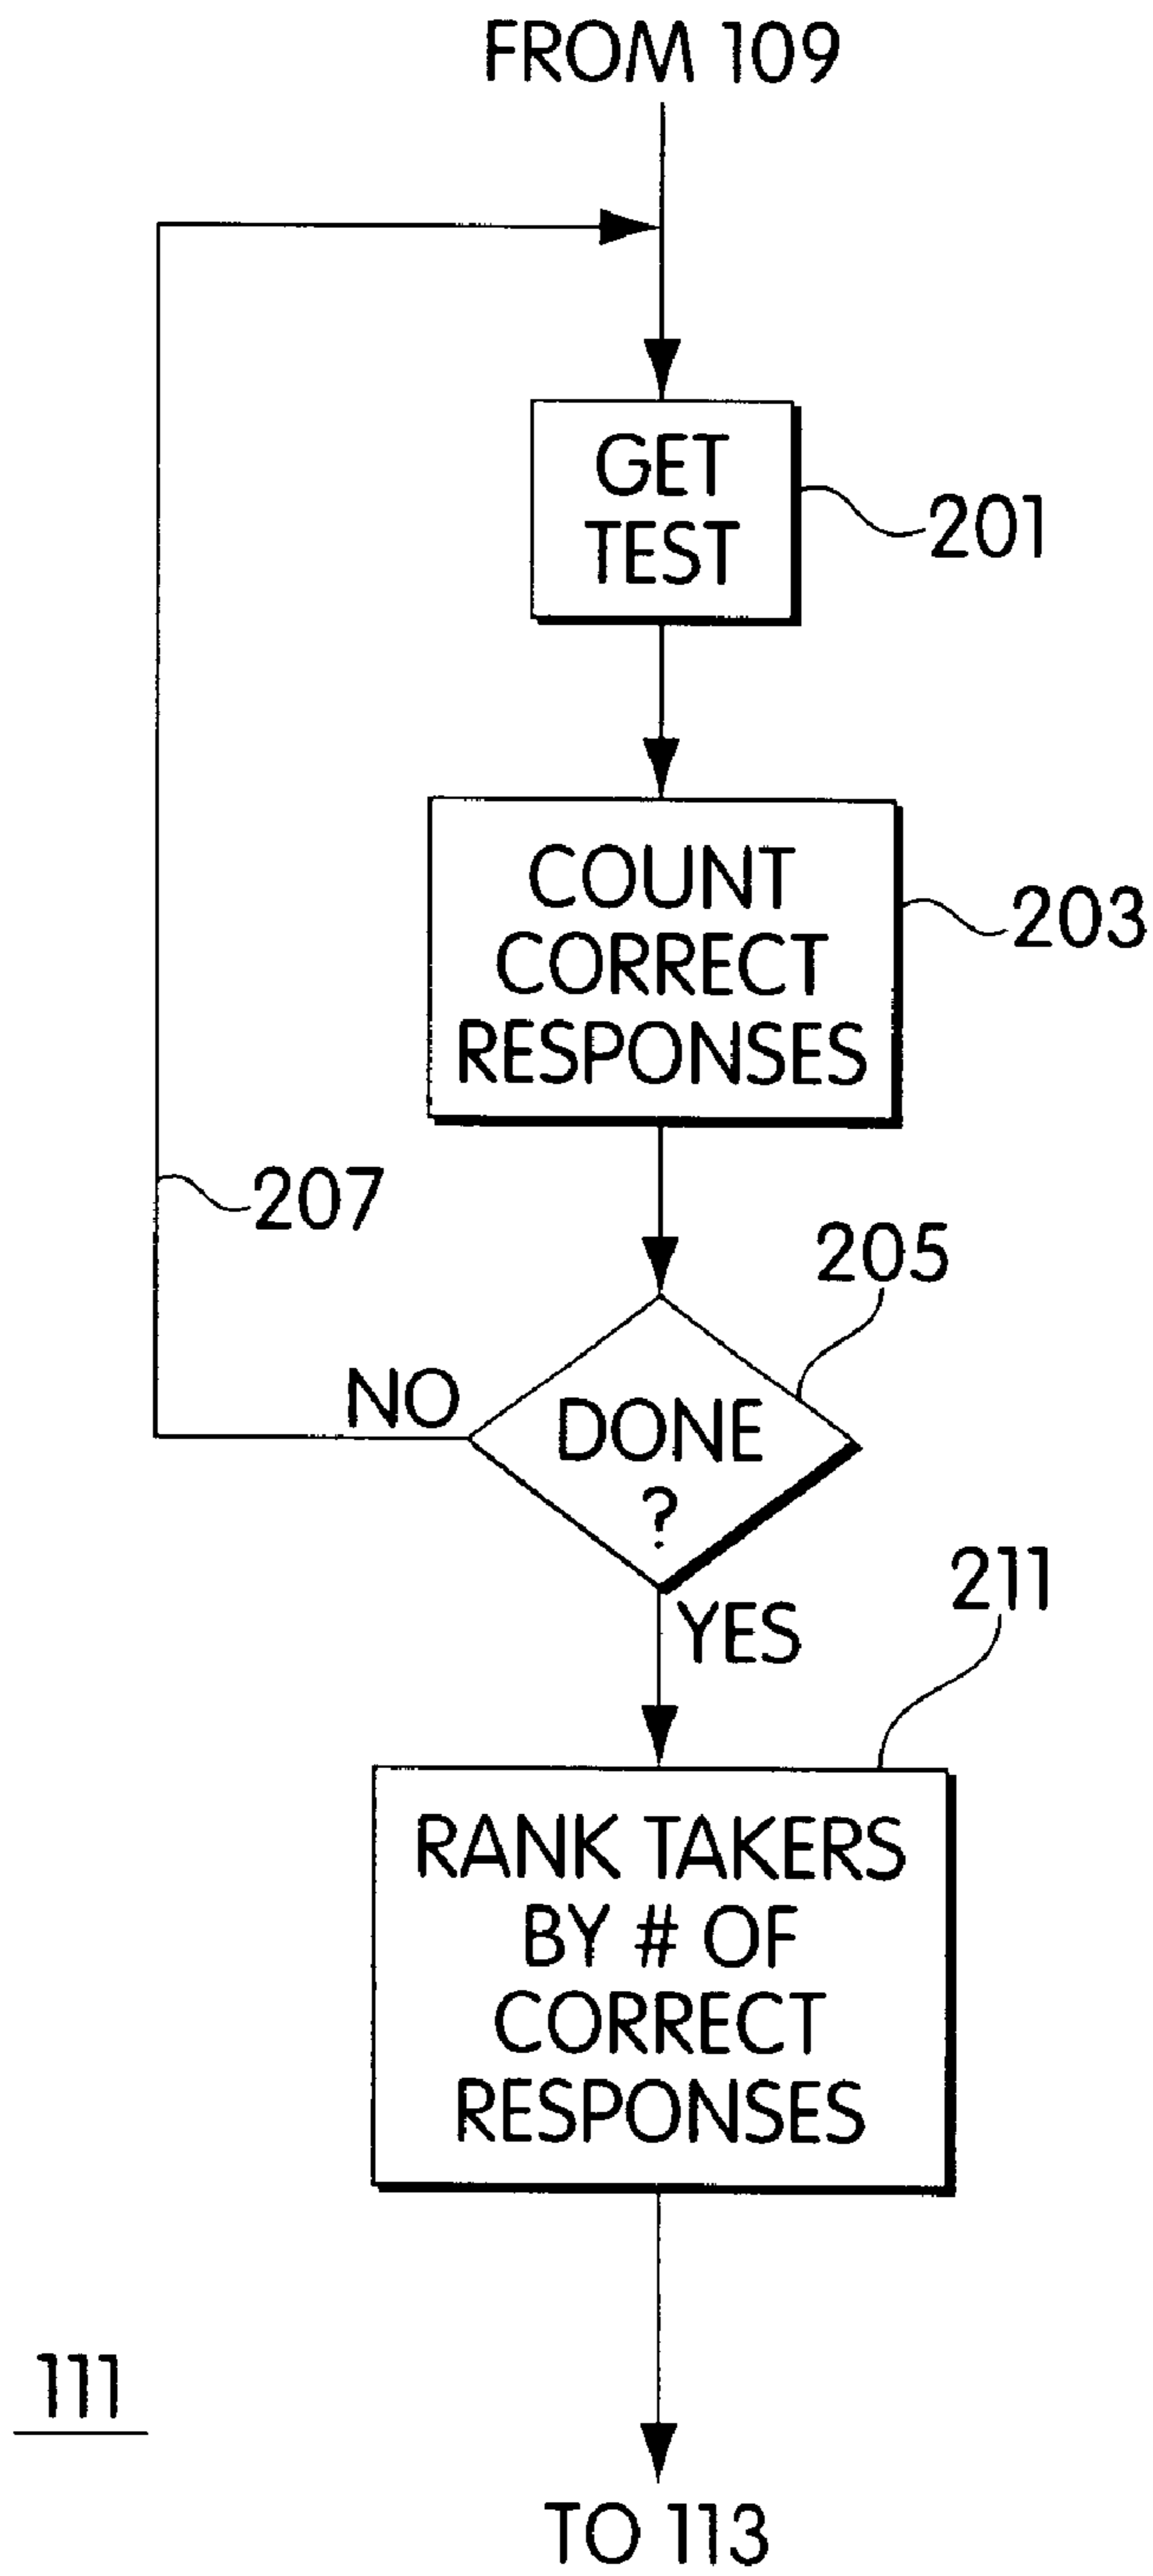 FROM 109
GET
TEST
201
COUNT
CORRECT
RESPONSES
203
207
205
NO
DONE
?
YES
211
RANK TAKERS
BY # OF
CORRECT
RESPONSES
111
TO 113